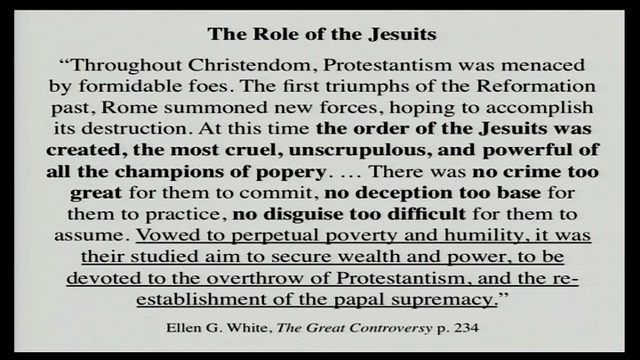 The Role of the Jesuits
“Throughout Christendom, Protestantism was menaced
by formidable foes. The first triumphs of the Reformation
past, Rome summoned new forces, hoping to accomplish
its destruction. At this time the order of the Jesuits was
created, the most cruel, unscrupulous, and powerful of
all the champions of popery. … There was no crime too
great for them to commit, no deception too base for
them to practice, no disguise too difficult for them to
assume. Vowed to perpetual poverty and humility, it was
their studied aim to secure wealth and power, to be
devoted to the overthrow of Protestantism, and the re-
establishment of the papal supremacy.”
Ellen G. White, The Great Controversy p. 234